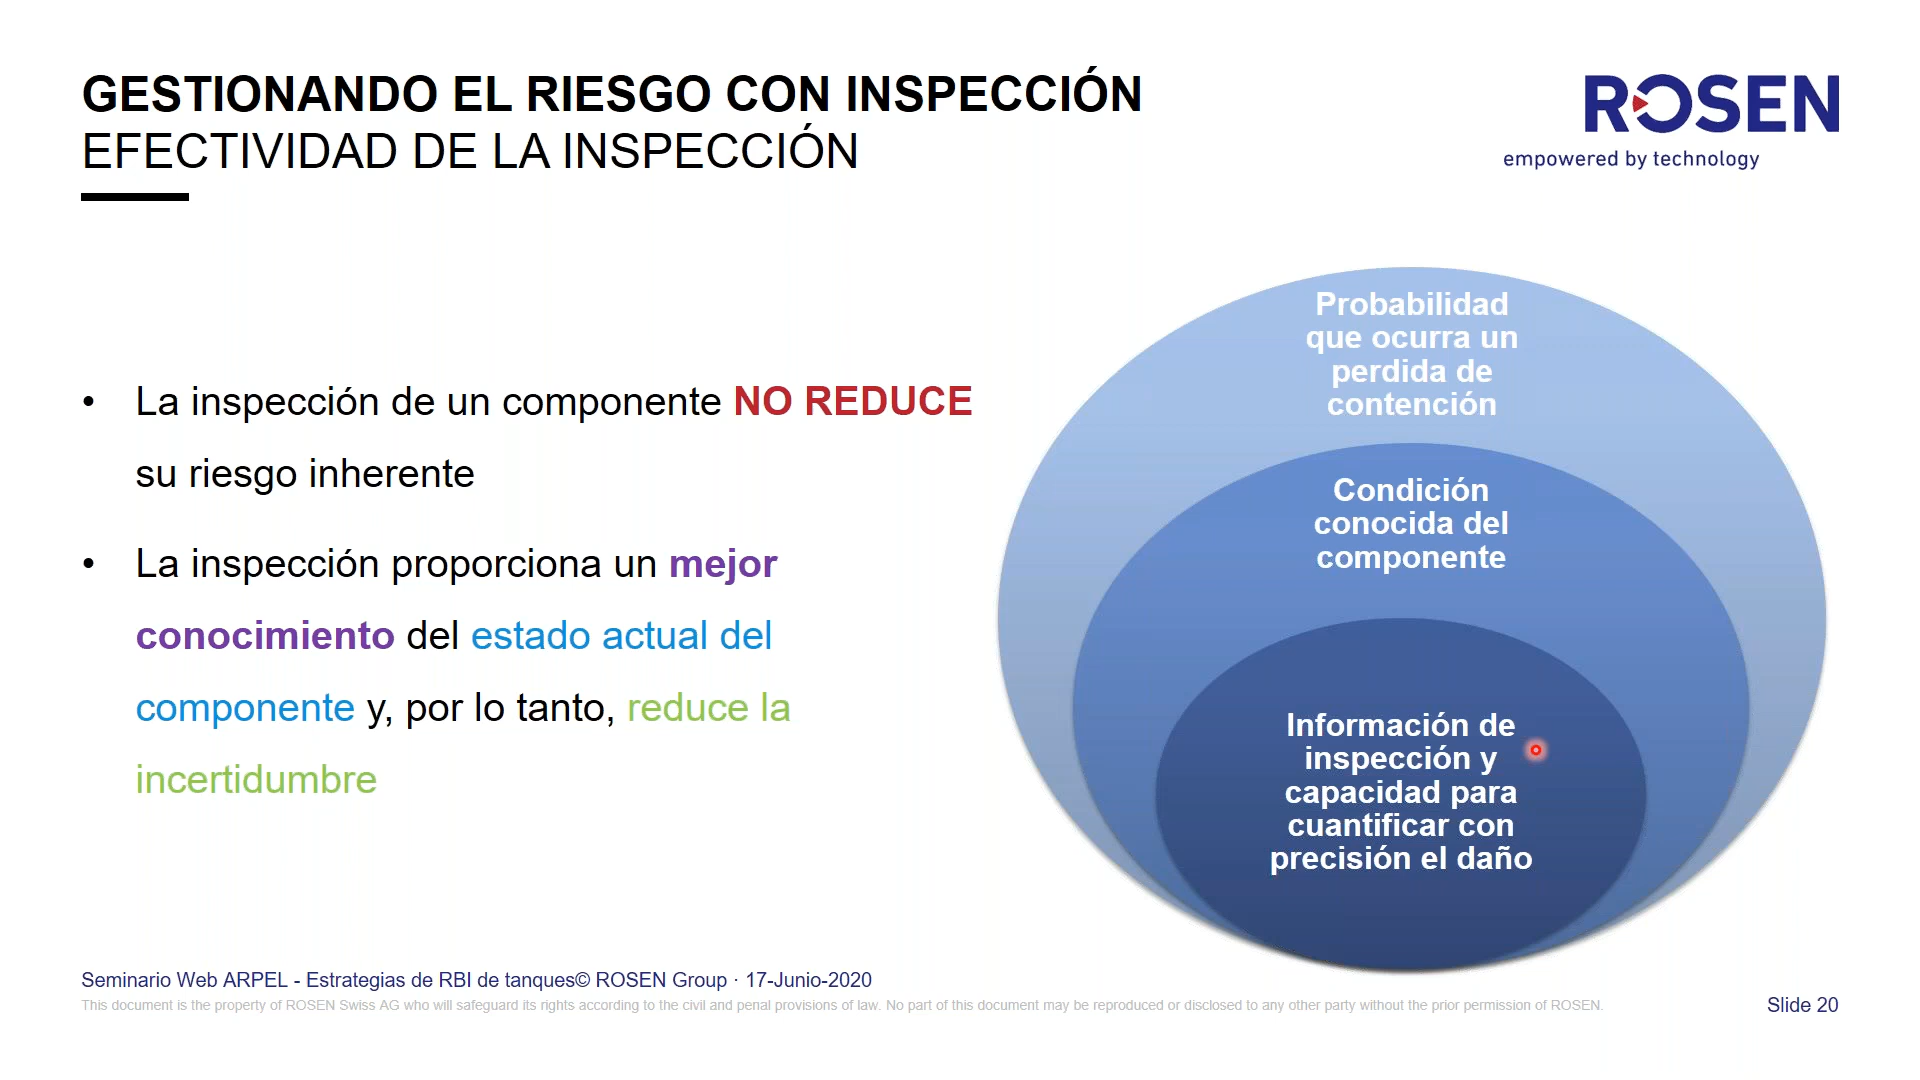 GESTIONANDO EL RIESGO CON INSPECCIÓN
EFECTIVIDAD DE LA INSPECCIÓN
ROSEN
empowered by technology
• La inspección de un componente NO REDUCE
su riesgo inherente
• La inspección proporciona un mejor
conocimiento del estado actual del
componente y, por lo tanto, reduce la
incertidumbre
Probabilidad
que ocurra un
perdida de
contención
Condición
conocida del
componente
Información de
inspección y
capacidad para
cuantificar con
precisión el daño
Seminario Web ARPEL - Estrategias de RBI de tanques© ROSEN Group · 17-Junio-2020
This document is the property of ROSEN Swiss AG who will safeguard its rights according to the civil and penal provisions of law. No part of this document may be reproduced or disclosed to any other party without the prior permission of ROSEN.
Slide 20